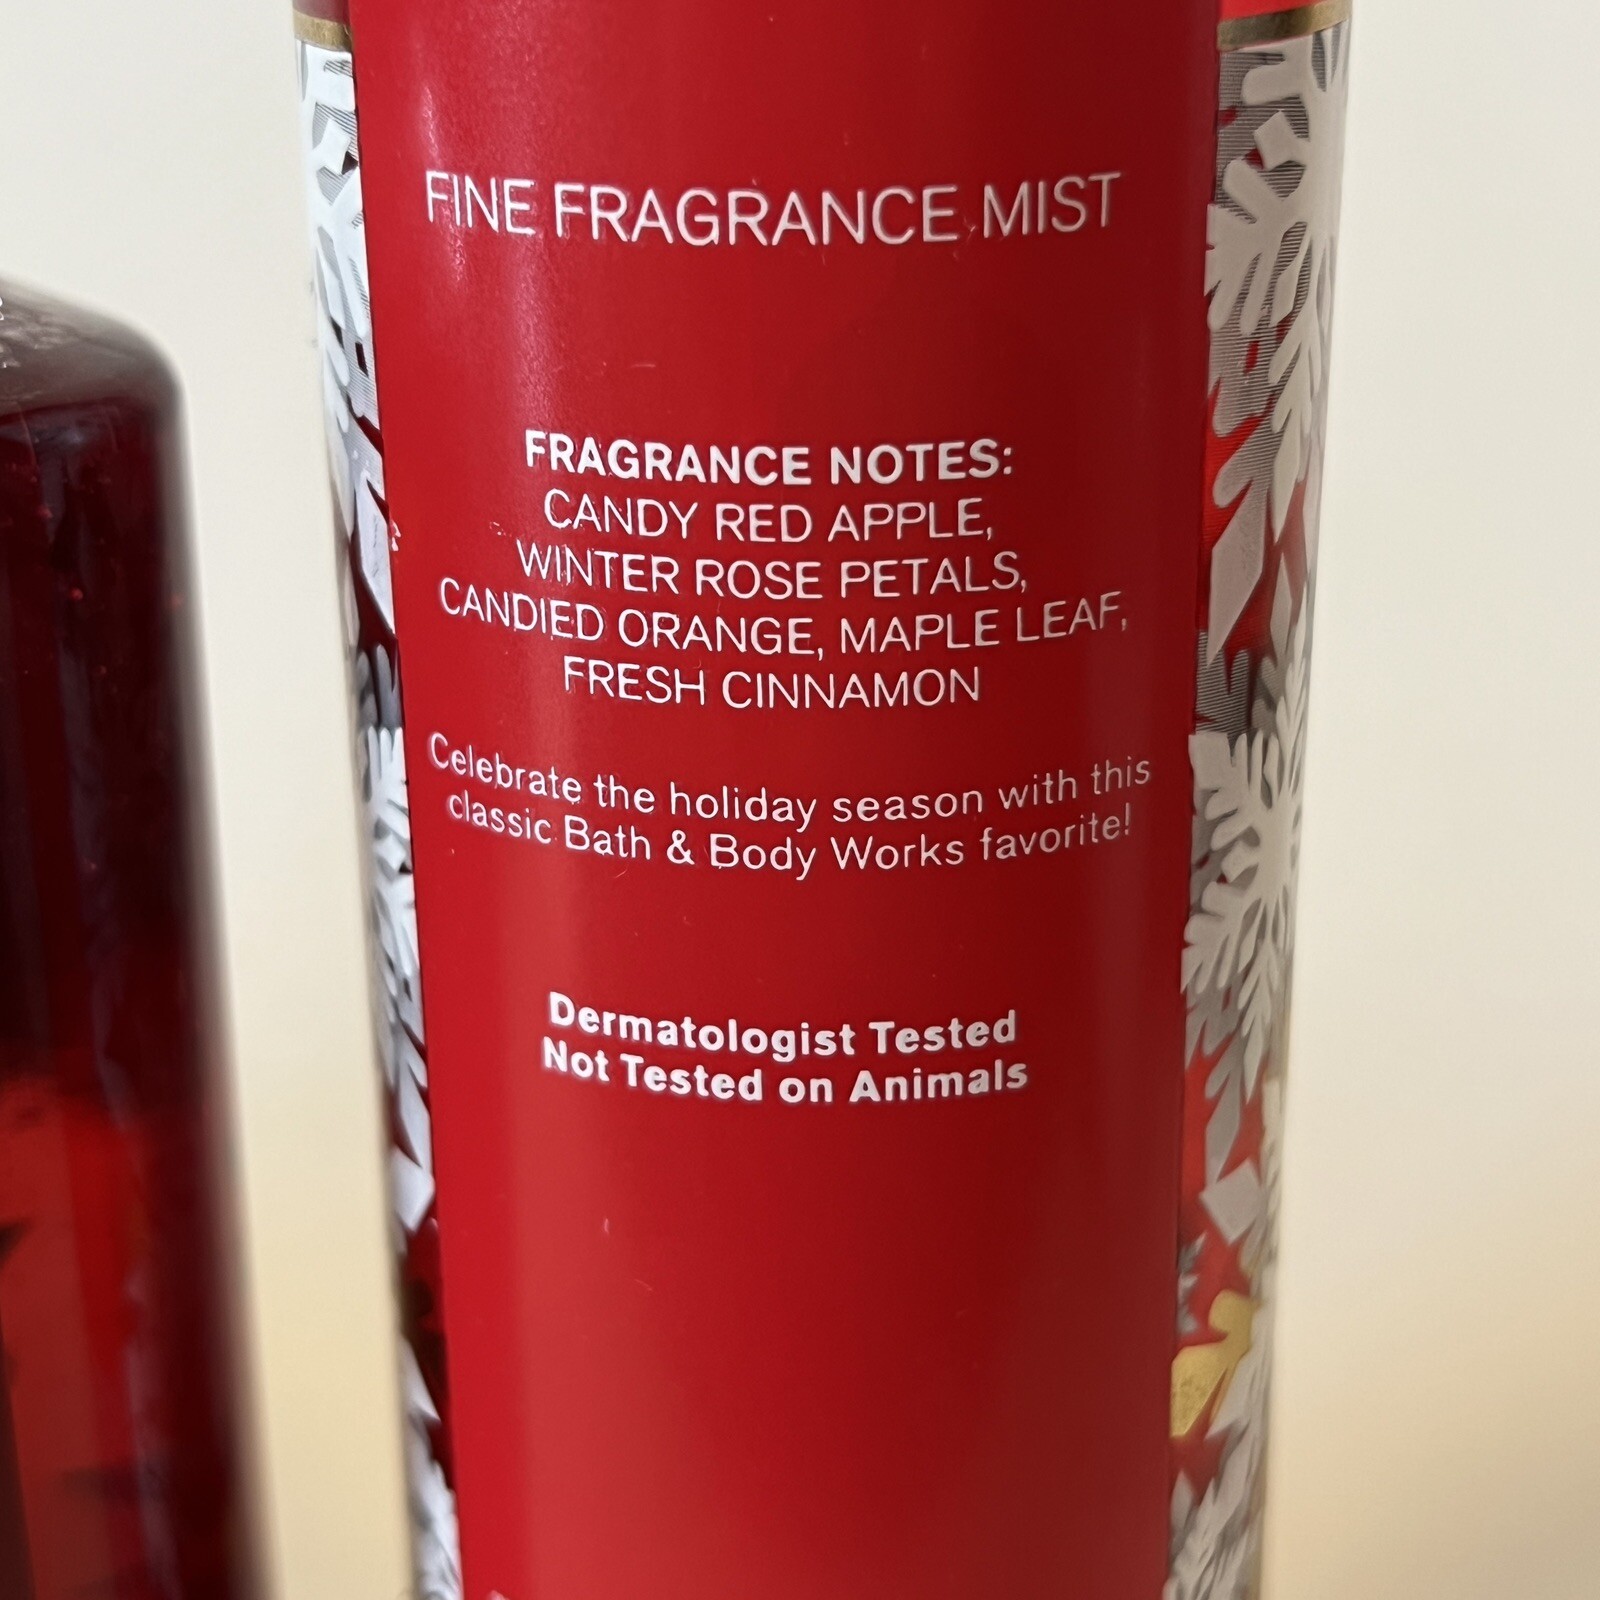 FINE FRAGRANCE MIST
FRAGRANCE NOTES:
CANDY RED APPLE,
WINTER ROSE PETALS,
CANDIED ORANGE, MAPLE LEAF,
FRESH CINNAMON
Celebrate the holiday season with this
classic Bath & Body Works favorite!
Dermatologist Tested
Not Tested on Animals